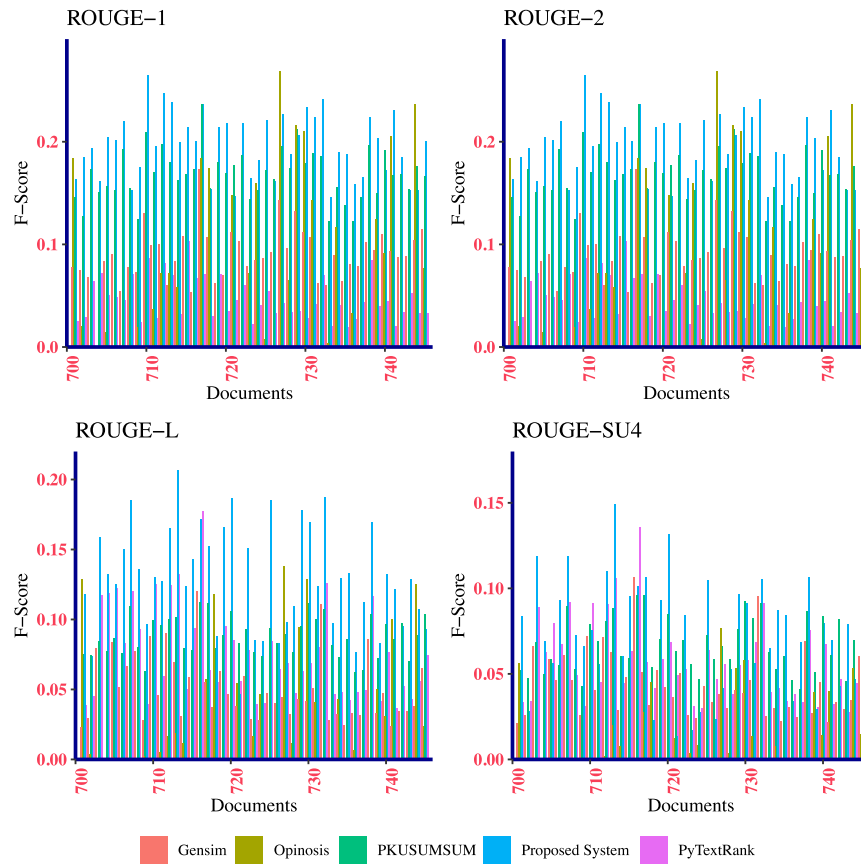 ROUGE−1
F−Score
0.2
0.1
0.0
700
710
720
730
740
Documents
ROUGE−2
F−Score
0.2
0.1
0.0
700
710
720
730
740
Documents
ROUGE−L
F−Score
0.20
0.15
0.10
0.05
0.00
700
710
720
730
740
Documents
ROUGE−SU4
F−Score
0.15
0.10
0.05
0.00
700
710
720
730
740
Documents
Gensim Opinosis PKUSUMSUM Proposed System PyTextRank